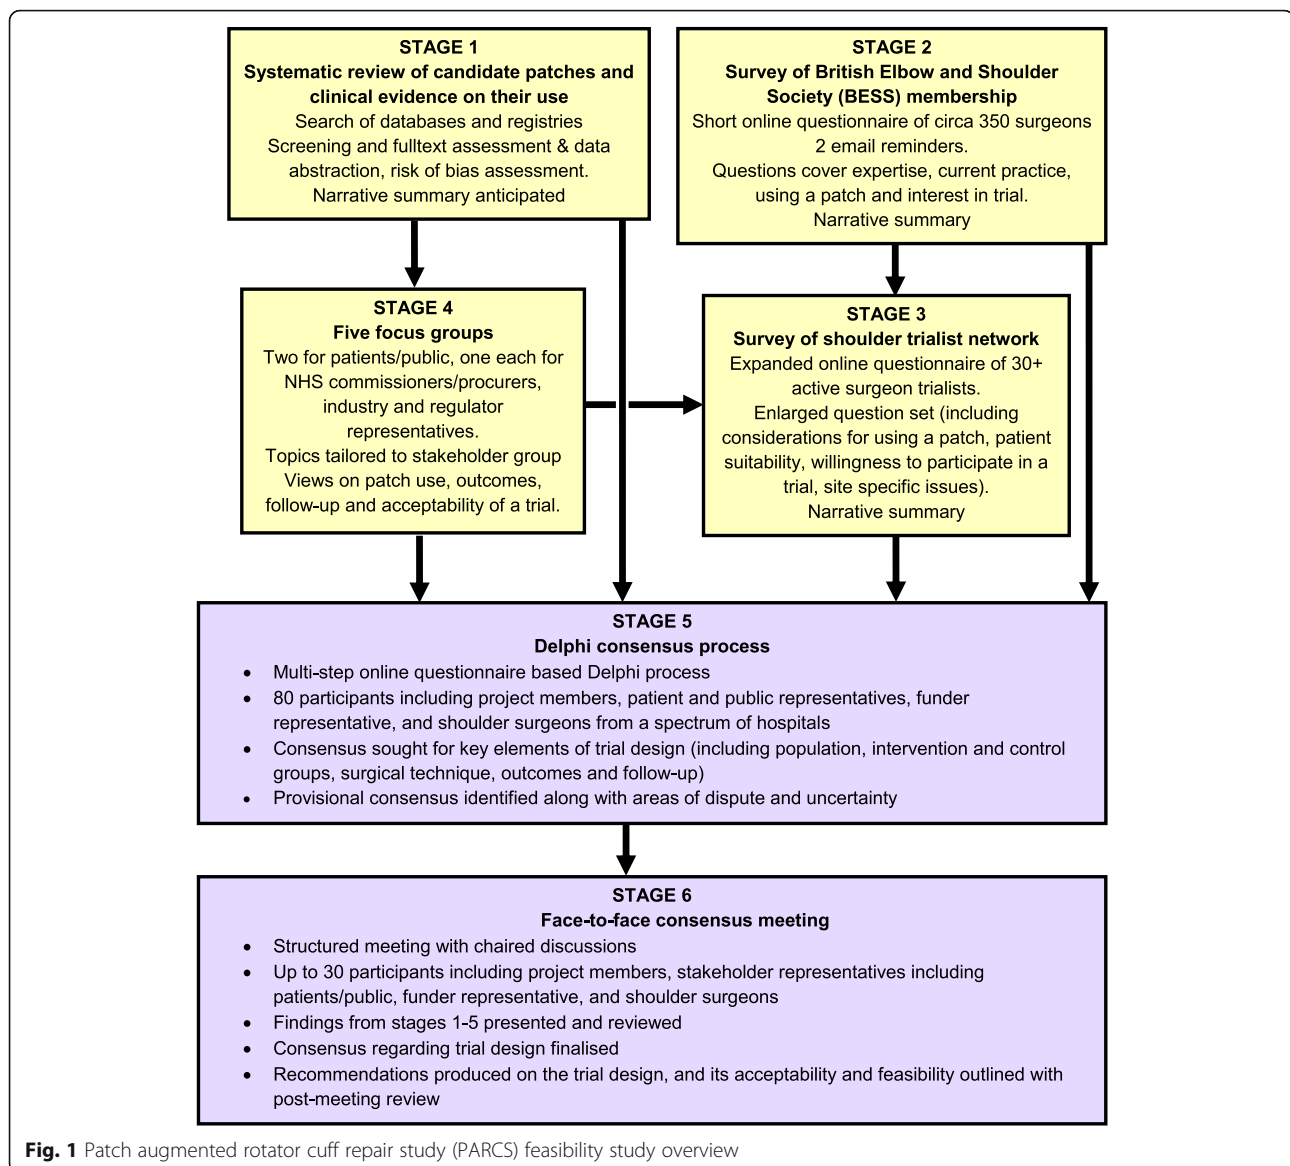 STAGE 1
Systematic review of candidate patches and
clinical evidence on their use
Search of databases and registries
Screening and fulltext assessment & data
abstraction, risk of bias assessment.
Narrative summary anticipated
STAGE 2
Survey of British Elbow and Shoulder
Society (BESS) membership
Short online questionnaire of circa 350 surgeons
2 email reminders.
Questions cover expertise, current practice,
using a patch and interest in trial.
Narrative summary
STAGE 4
Five focus groups
Two for patients/public, one each for
NHS commissioners/procurers,
industry and regulator
representatives.
Topics tailored to stakeholder group
Views on patch use, outcomes,
follow-up and acceptability of a trial.
STAGE 3
Survey of shoulder trialist network
Expanded online questionnaire of 30+
active surgeon trialists.
Enlarged question set (including
considerations for using a patch, patient
suitability, willingness to participate in a
trial, site specific issues).
Narrative summary
STAGE 5
Delphi consensus process
• Multi-step online questionnaire based Delphi process
• 80 participants including project members, patient and public representatives, funder
representative, and shoulder surgeons from a spectrum of hospitals
• Consensus sought for key elements of trial design (including population, intervention and control
groups, surgical technique, outcomes and follow-up)
• Provisional consensus identified along with areas of dispute and uncertainty
STAGE 6
Face-to-face consensus meeting
• Structured meeting with chaired discussions
• Up to 30 participants including project members, stakeholder representatives including
patients/public, funder representative, and shoulder surgeons
• Findings from stages 1-5 presented and reviewed
• Consensus regarding trial design finalised
• Recommendations produced on the trial design, and its acceptability and feasibility outlined with
post-meeting review
Fig. 1 Patch augmented rotator cuff repair study (PARCS) feasibility study overview